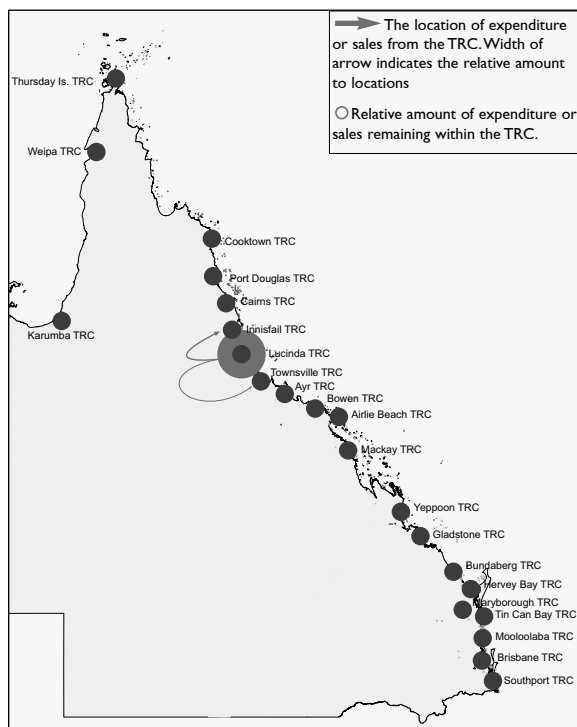 The location of expenditure
or sales from the TRC. Width of
arrow indicates the relative amount
to locations
Relative amount of expenditure or
sales remaining within the TRC.
Thursday Is. TRC
Weipa TRC
Cooktown TRC
Port Douglas TRC
Cairns TRC
Karumba TRC
Innisfail TRC
Lucinda TRC
Townsville TRC
Ayr TRC
Bowen TRC
Airlie Beach TRC
Mackay TRC
Yeppoon TRC
Gladstone TRC
Bundaberg TRC
Hervey Bay TRC
Maryborough TRC
Tin Can Bay TRC
Mooloolaba TRC
Brisbane TRC
Southport TRC